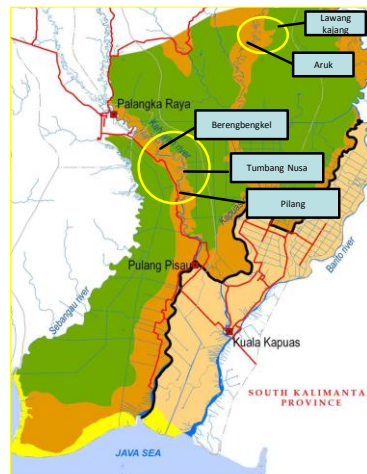 Lawang
kajang
Aruk
Palangka Raya
Berengbengkel
Tumbang Nusa
Pilang
Pulang Pisau
Barito river
Sebangau river
Kuala Kapuas
SOUTH KALIMANTA
PROVINCE
JAVA SEA